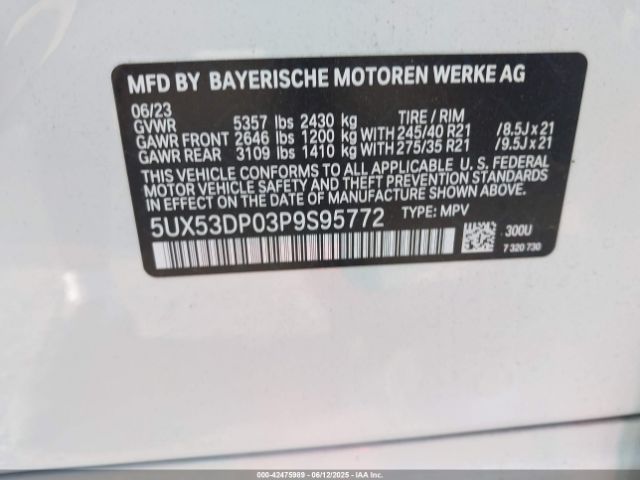 MFD BY BAYERISCHE MOTOREN WERKE AG
06/23 TIRE / RIM
GVWR 5357 lbs 2430 kg
GAWR FRONT 2646 lbs 1200 kg WITH 245/40 R21 /8.5J x 21
GAWR REAR 3109 lbs 1410 kg WITH 275/35 R21 /9.5J x 21
THIS VEHICLE CONFORMS TO ALL APPLICABLE U. S. FEDERAL
MOTOR VEHICLE SAFETY AND THEFT PREVENTION STANDARDS
IN EFFECT ON THE DATE OF MANUFACTURE SHOWN ABOVE.
5UX53DP03P9S95772 TYPE: MPV
300U
7 320 730
000-42475989 - 06/12/2025 - IAAI.COM